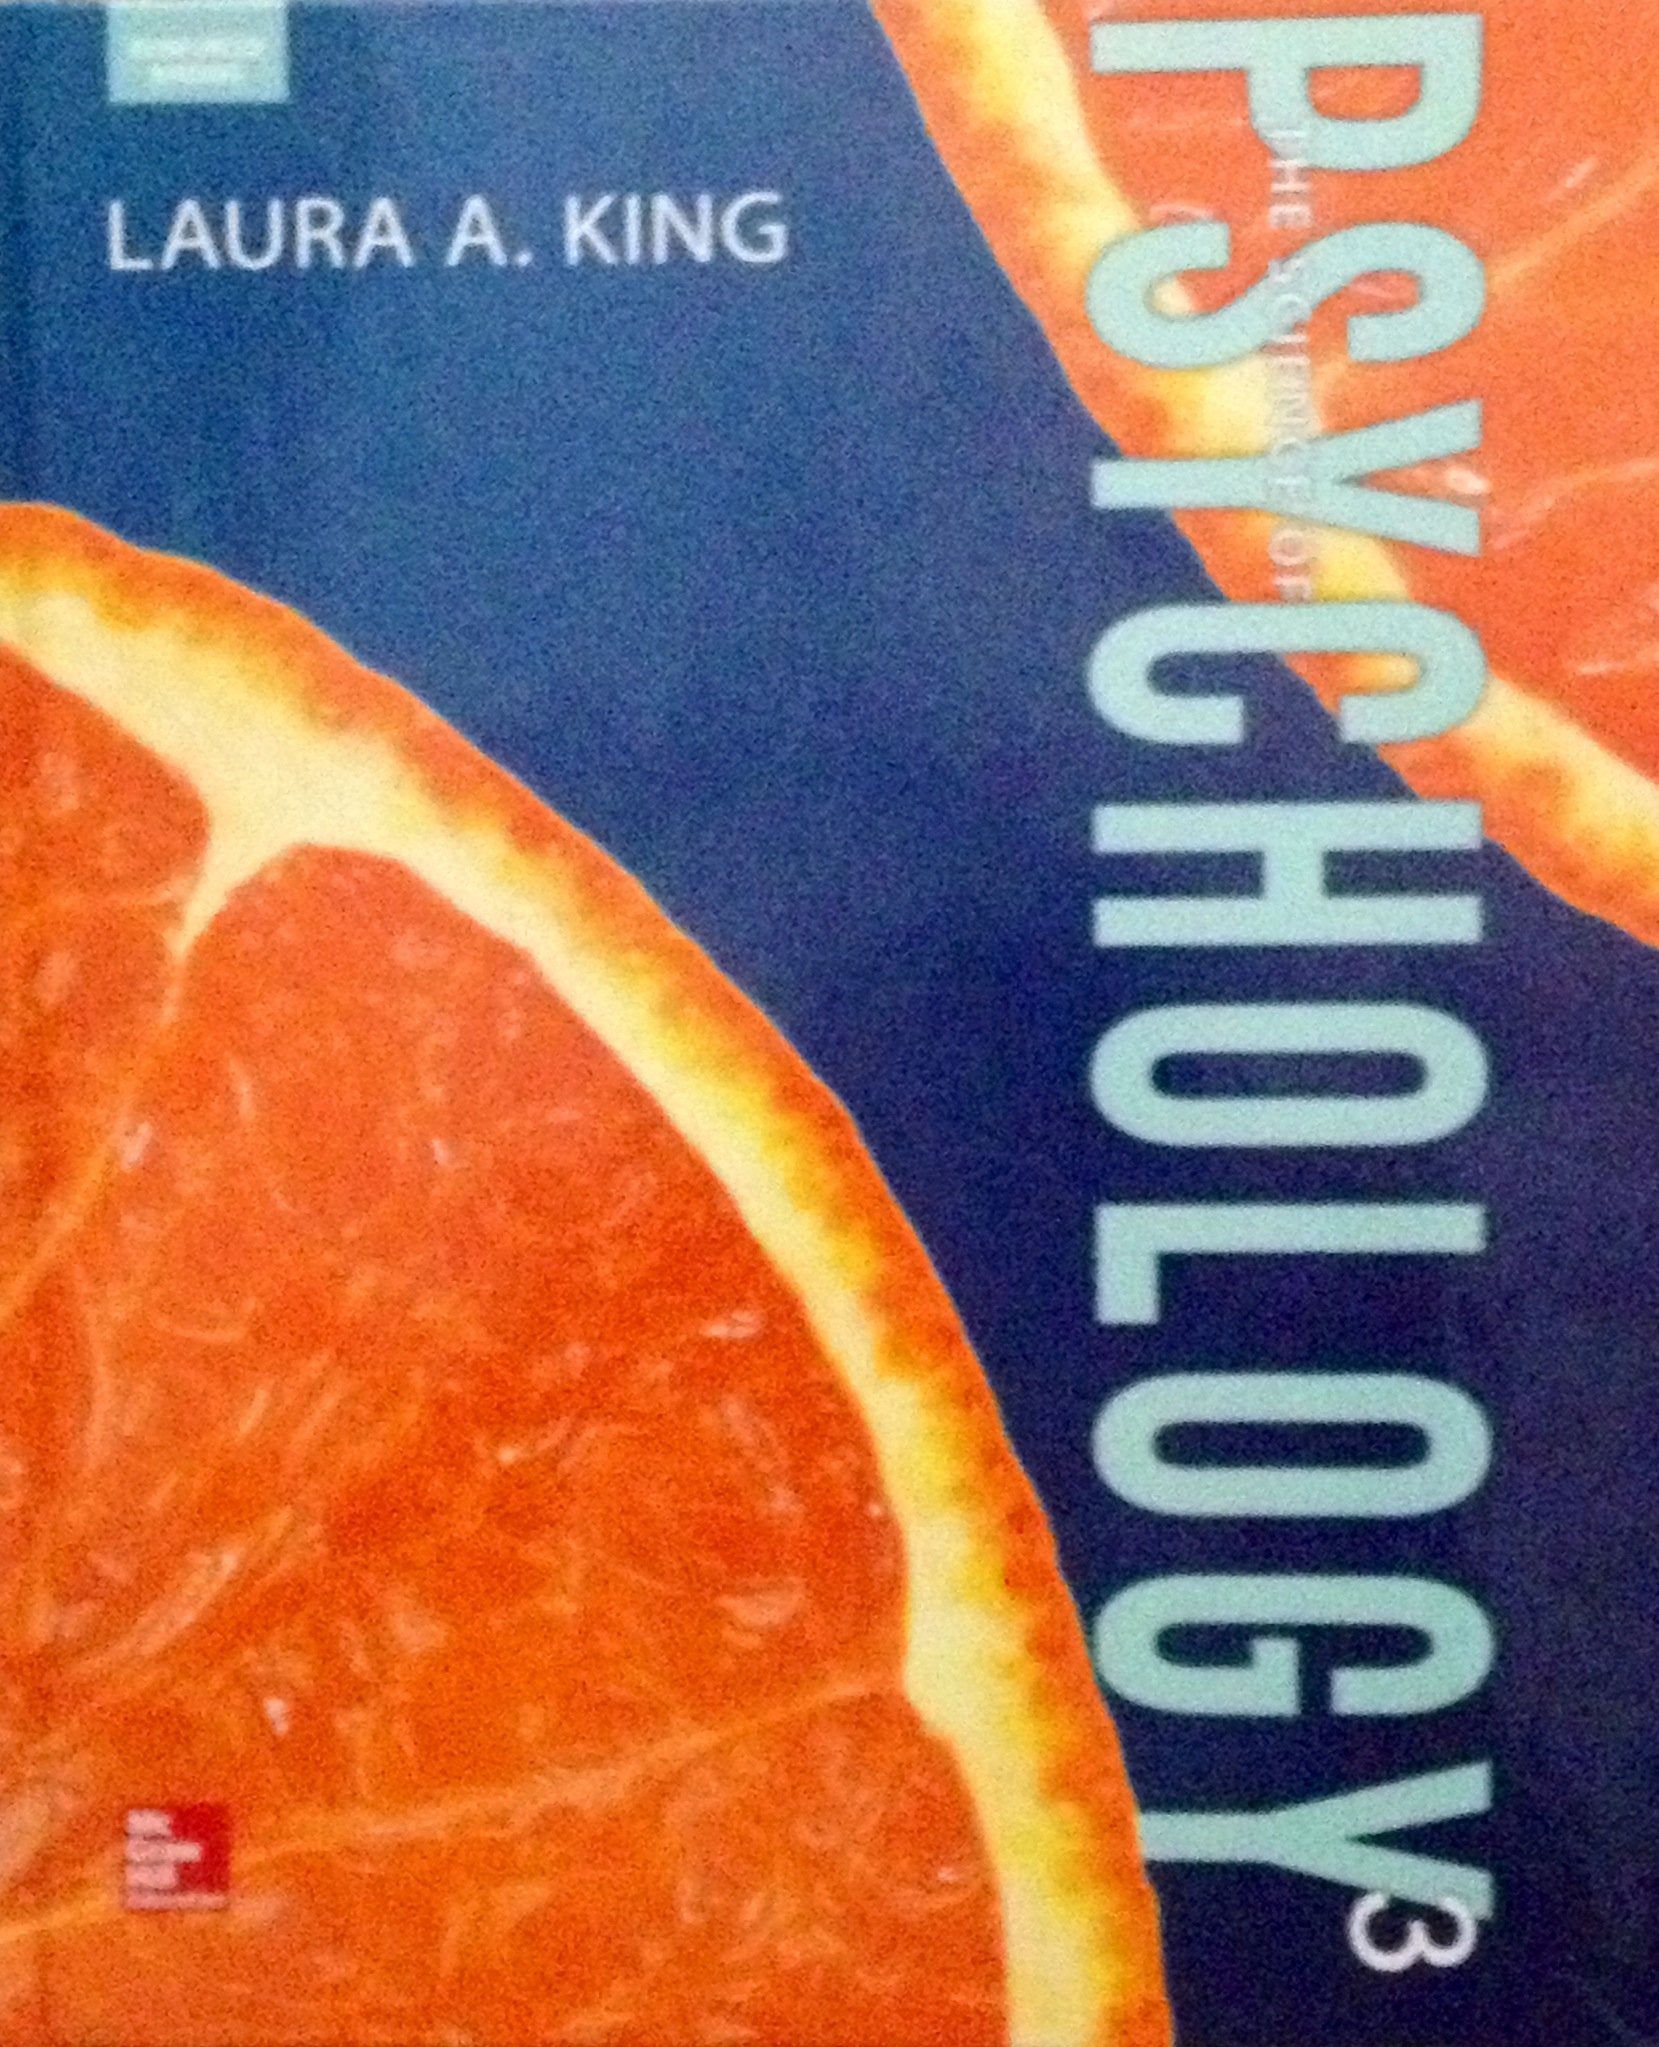 LAURA A. KING
THE SCIENCE OF
PSYCHOLOGY
3